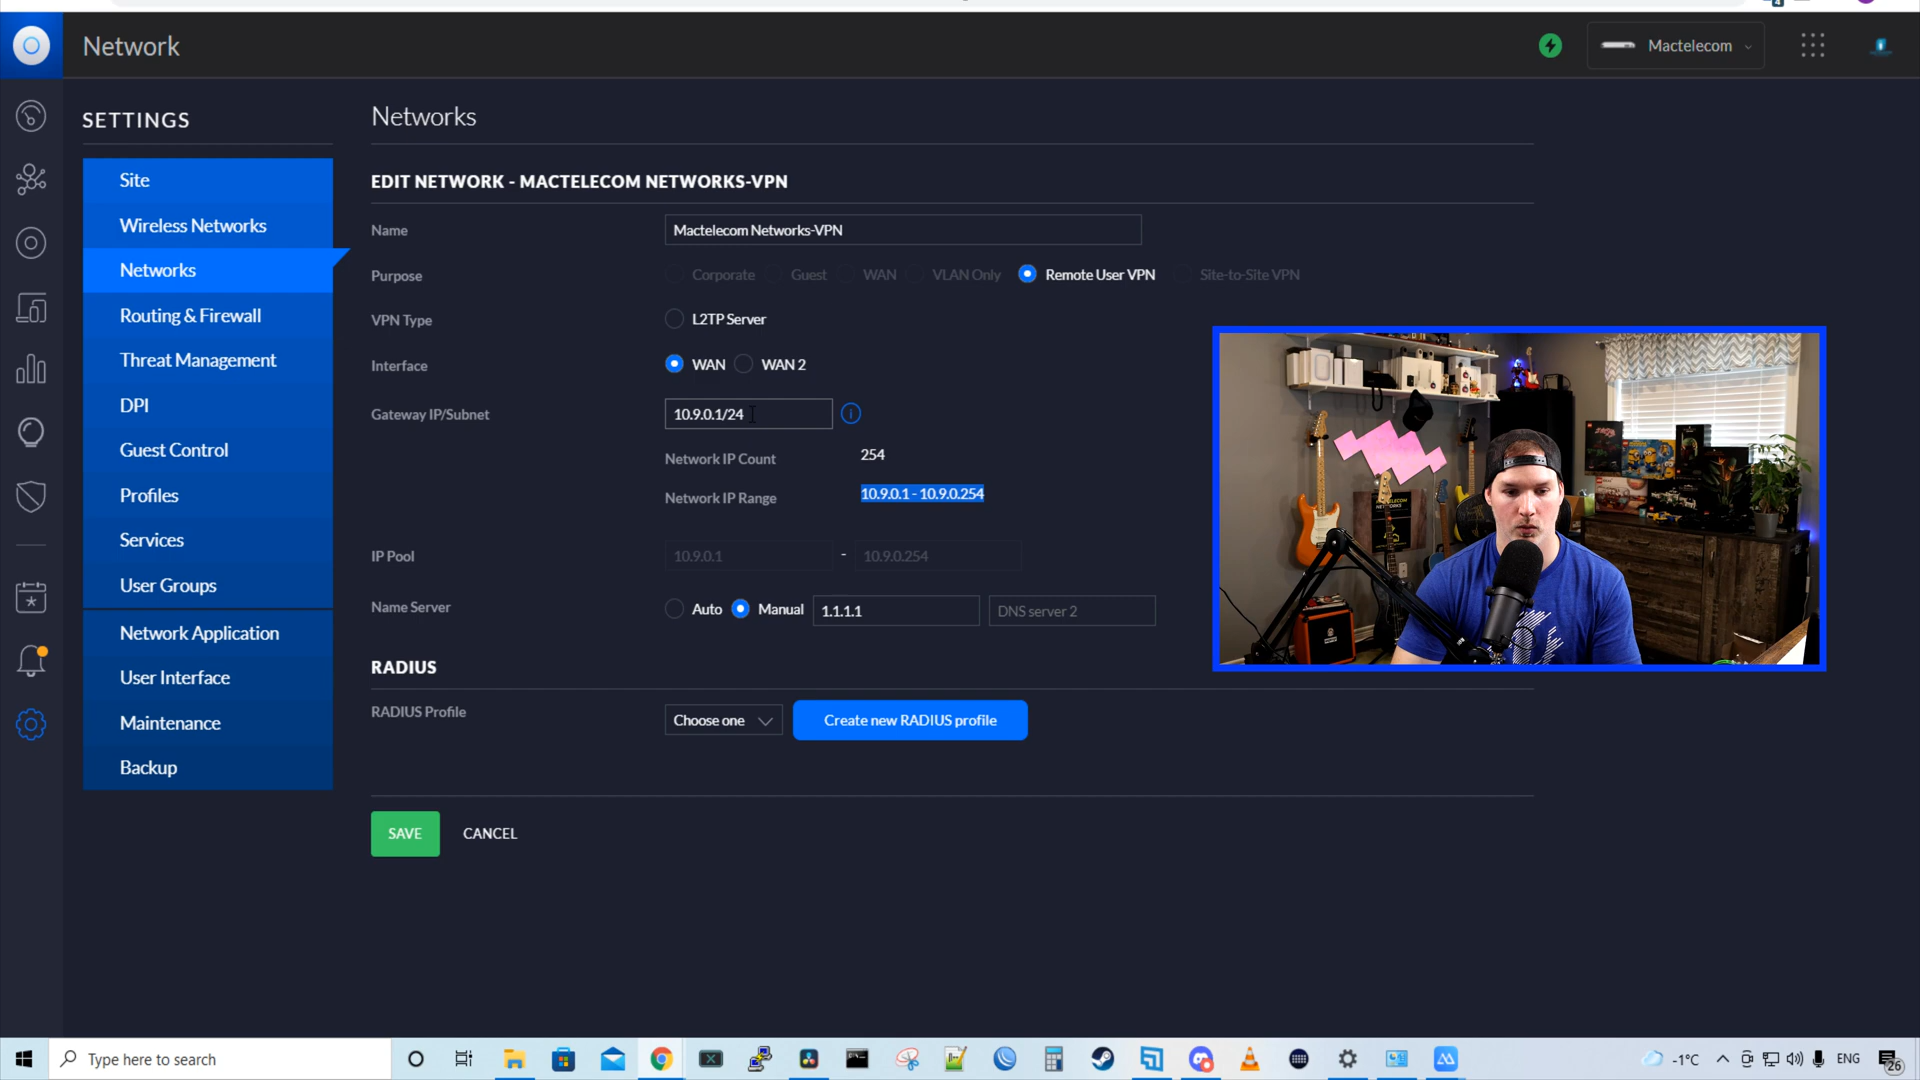 Network
Mactelecom
SETTINGS
Site
Wireless Networks
Networks
Routing & Firewall
Threat Management
DPI
Guest Control
Profiles
Services
User Groups
Network Application
User Interface
Maintenance
Backup
Networks
EDIT NETWORK - MACTELECOM NETWORKS-VPN
Name Mactelecom Networks-VPN
Purpose Corporate Guest WAN VLAN Only Remote User VPN Site-to-Site VPN
VPN Type L2TP Server
Interface WAN WAN 2
Gateway IP/Subnet 10.9.0.1/24
Network IP Count 254
Network IP Range 10.9.0.1 - 10.9.0.254
IP Pool 10.9.0.1 - 10.9.0.254
Name Server Auto Manual 1.1.1.1 DNS server 2
RADIUS
RADIUS Profile Choose one Create new RADIUS profile
SAVE CANCEL
Type here to search
-1°C ENG 26